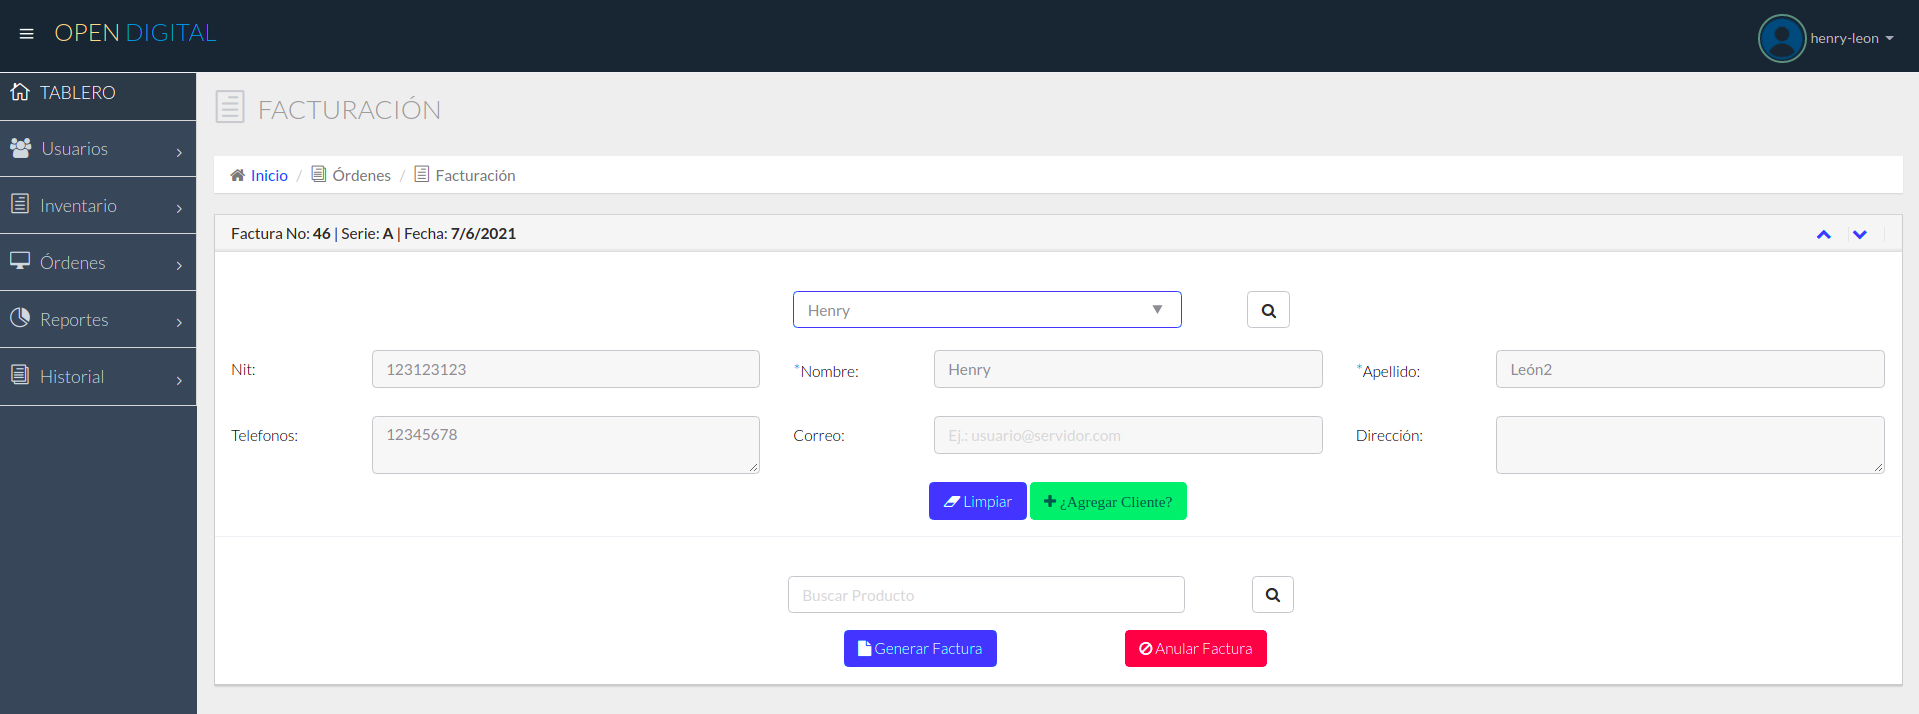 OPEN DIGITAL
henry-leon
TABLERO
Usuarios
Inventario
Órdenes
Reportes
Historial
FACTURACIÓN
Inicio / Órdenes / Facturación
Factura No: 46 | Serie: A | Fecha: 7/6/2021
Henry
Nit: 123123123 *Nombre: Henry *Apellido: León2
Telefonos: 12345678 Correo: Ej.: usuario@servidor.com Dirección:
Limpiar ¿Agregar Cliente?
Buscar Producto
Generar Factura Anular Factura